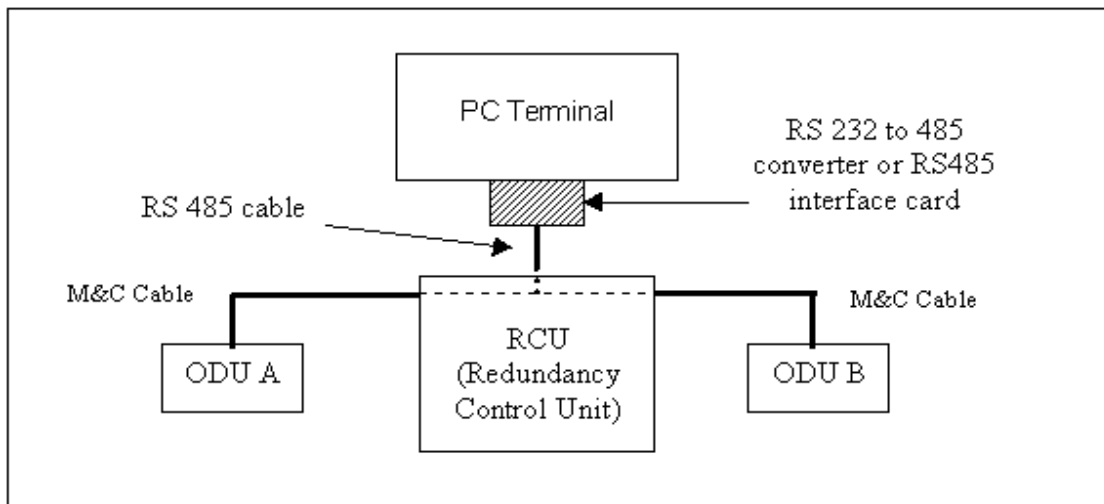 PC Terminal
RS 232 to 485
converter or RS485
interface card
RS 485 cable
M&C Cable
M&C Cable
ODU A
RCU
(Redundancy
Control Unit)
ODU B